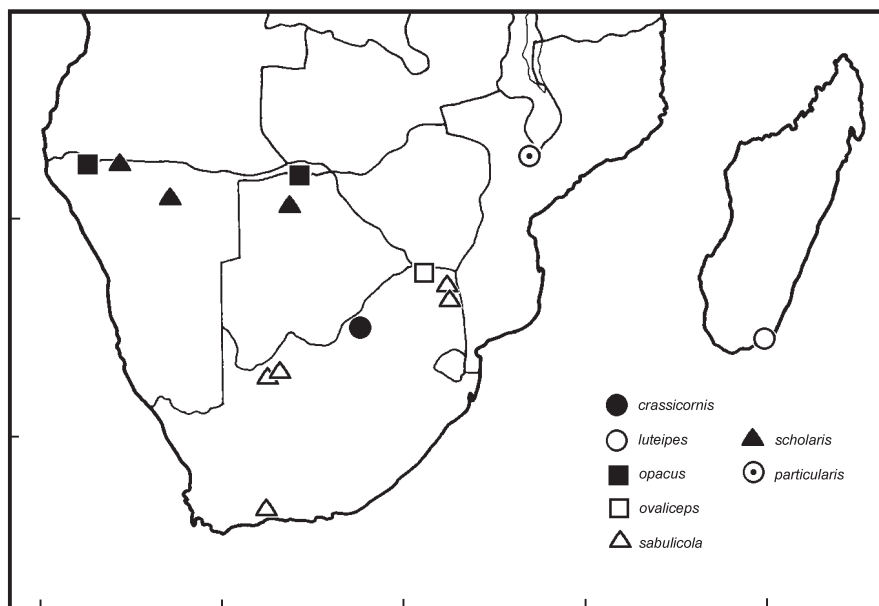 crassicornis
luteipes
scholaris
opacus
particularis
ovaliceps
sabulicola